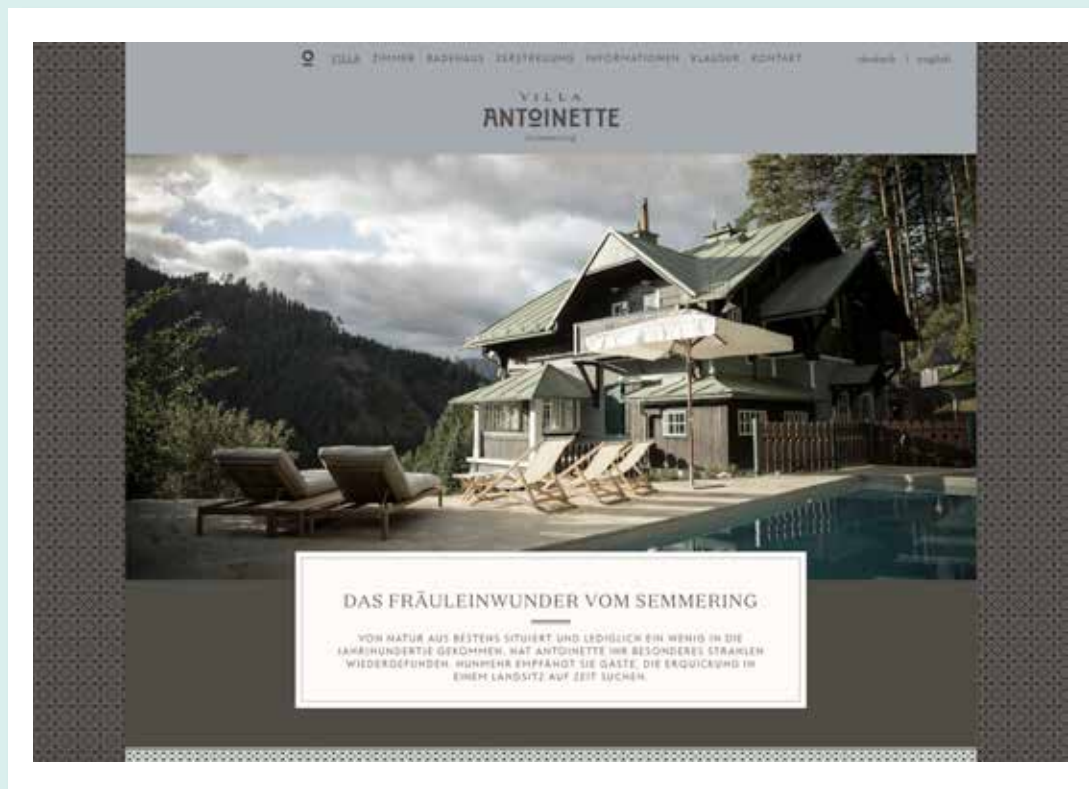 VILLA ZIMMER BADEHAUS ZERSTREUUNG INFORMATIONEN KLAUSUR KONTAKT deutsch | english
VILLA
ANTOINETTE
SEMMERING
DAS FRÄULEINWUNDER VOM SEMMERING
VON NATUR AUS BESTENS SITUIERT UND LEDIGLICH EIN WENIG IN DIE
JAHRHUNDERTE GEKOMMEN, HAT ANTOINETTE IHR BESONDERES STRAHLEN
WIEDERGEFUNDEN. NUNMEHR EMPFÄNGT SIE GÄSTE, DIE ERQUICKUNG IN
EINEM LANDSITZ AUF ZEIT SUCHEN.